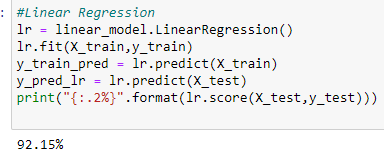 :
#Linear Regression
lr = linear_model.LinearRegression()
lr.fit(X_train,y_train)
y_train_pred = lr.predict(X_train)
y_pred_lr = lr.predict(X_test)
print("{:.2%}".format(lr.score(X_test,y_test)))
92.15%